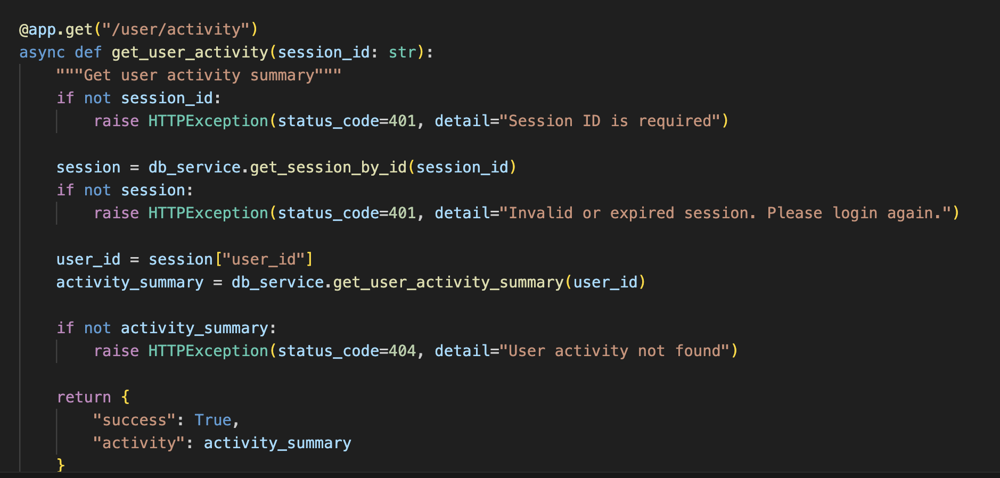 @app.get("/user/activity")
async def get_user_activity(session_id: str):
    """Get user activity summary"""
    if not session_id:
        raise HTTPException(status_code=401, detail="Session ID is required")

    session = db_service.get_session_by_id(session_id)
    if not session:
        raise HTTPException(status_code=401, detail="Invalid or expired session. Please login again.")

    user_id = session["user_id"]
    activity_summary = db_service.get_user_activity_summary(user_id)

    if not activity_summary:
        raise HTTPException(status_code=404, detail="User activity not found")

    return {
        "success": True,
        "activity": activity_summary
    }